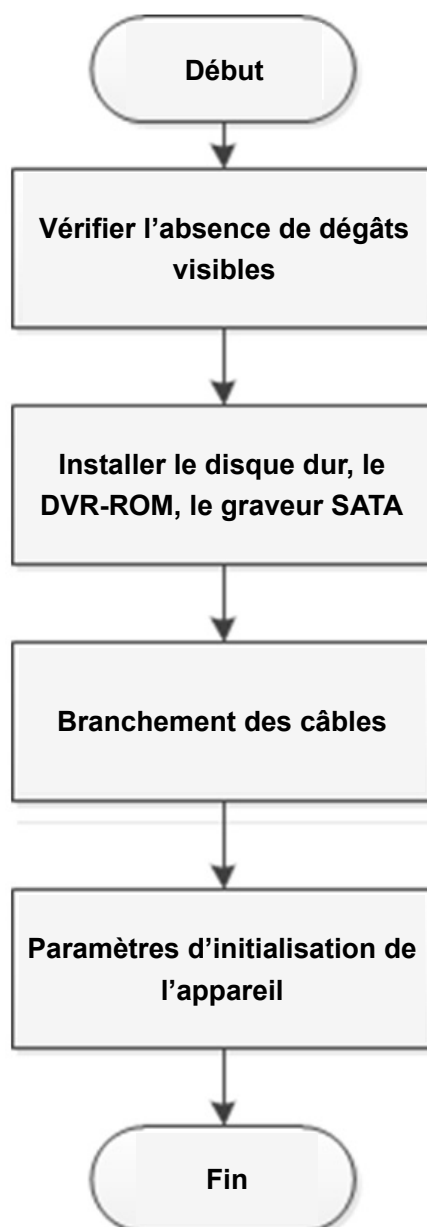 Début
Vérifier l’absence de dégâts
visibles
Installer le disque dur, le
DVR-ROM, le graveur SATA
Branchement des câbles
Paramètres d’initialisation de
l’appareil
Fin